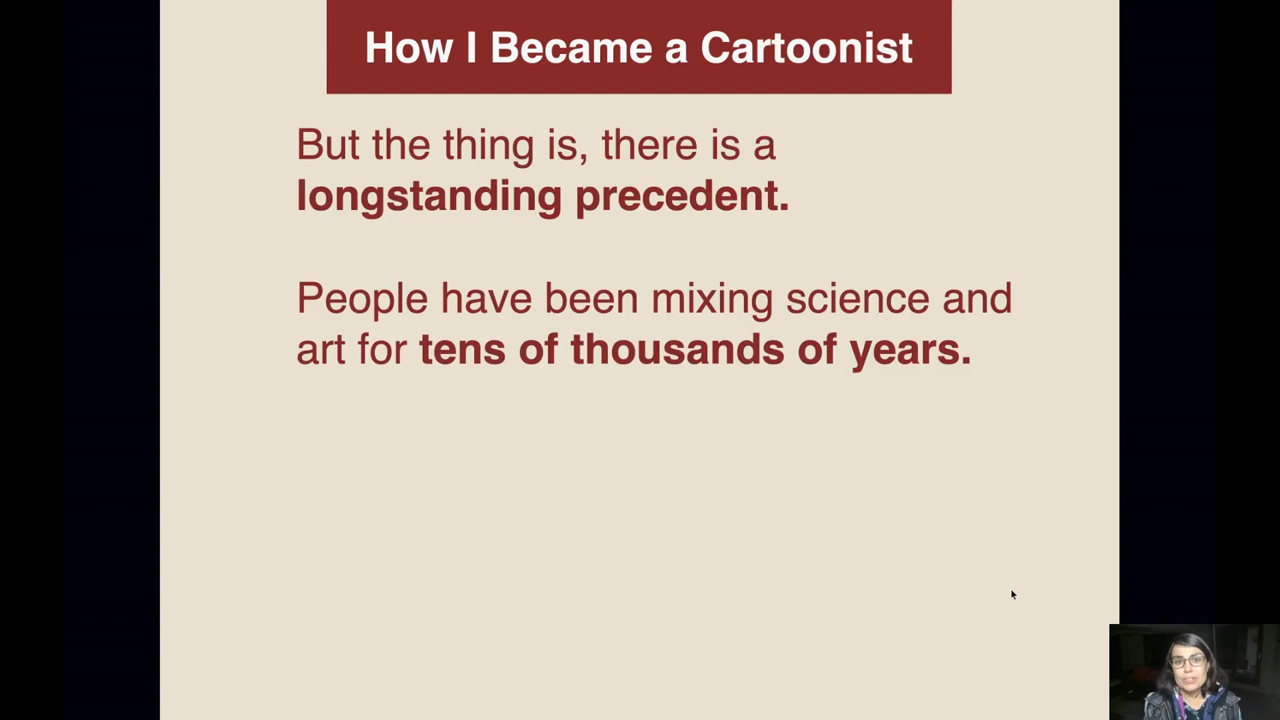 How I Became a Cartoonist
But the thing is, there is a
longstanding precedent.
People have been mixing science and
art for tens of thousands of years.